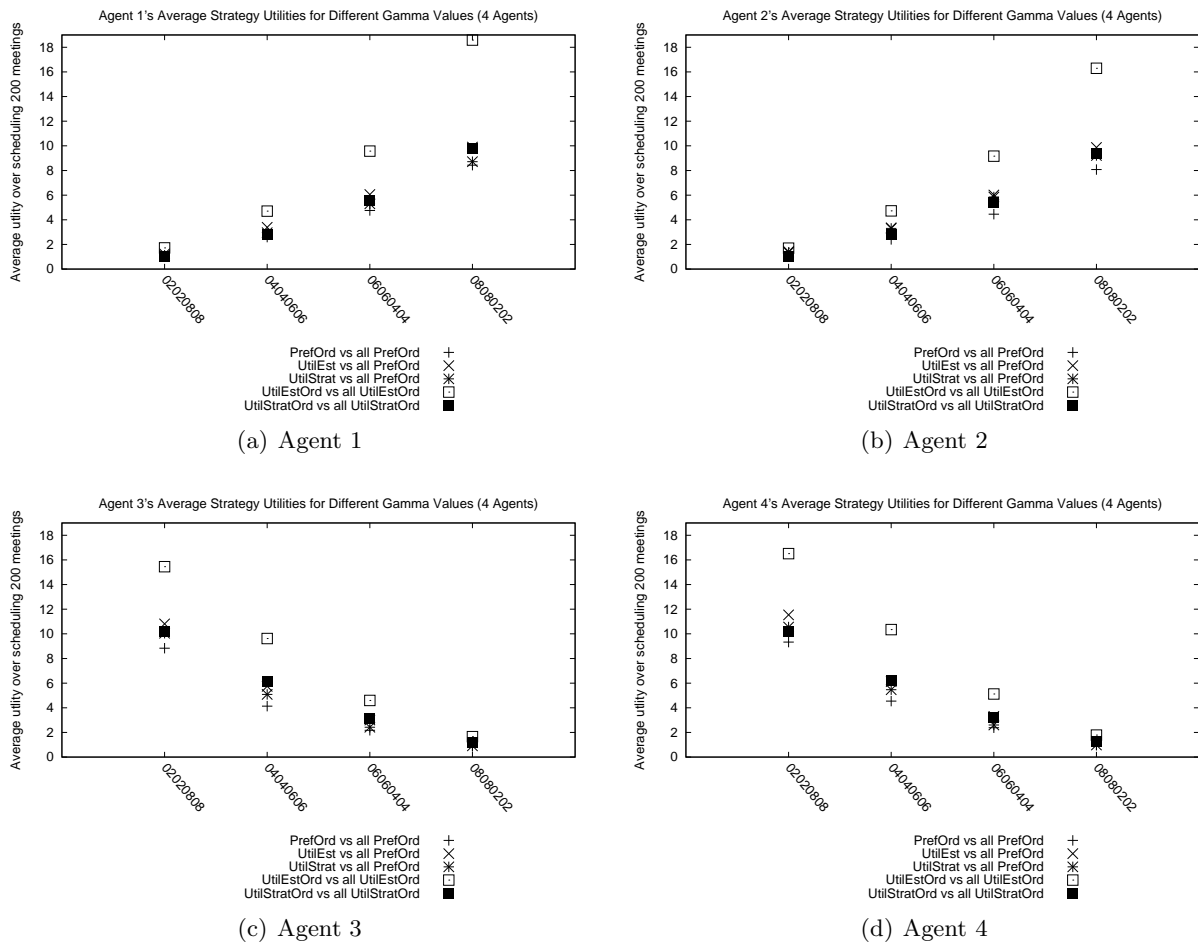 Agent 1's Average Strategy Utilities for Different Gamma Values (4 Agents)
Average utlity over scheduling 200 meetings
18
16
14
12
10
8
6
4
2
0
02020808
04040606
06060404
08080202
PrefOrd vs all PrefOrd
UtilEst vs all PrefOrd
UtilStrat vs all PrefOrd
UtilEstOrd vs all UtilEstOrd
UtilStratOrd vs all UtilStratOrd
(a) Agent 1
Agent 2's Average Strategy Utilities for Different Gamma Values (4 Agents)
Average utlity over scheduling 200 meetings
18
16
14
12
10
8
6
4
2
0
02020808
04040606
06060404
08080202
PrefOrd vs all PrefOrd
UtilEst vs all PrefOrd
UtilStrat vs all PrefOrd
UtilEstOrd vs all UtilEstOrd
UtilStratOrd vs all UtilStratOrd
(b) Agent 2
Agent 3's Average Strategy Utilities for Different Gamma Values (4 Agents)
Average utlity over scheduling 200 meetings
18
16
14
12
10
8
6
4
2
0
02020808
04040606
06060404
08080202
PrefOrd vs all PrefOrd
UtilEst vs all PrefOrd
UtilStrat vs all PrefOrd
UtilEstOrd vs all UtilEstOrd
UtilStratOrd vs all UtilStratOrd
(c) Agent 3
Agent 4's Average Strategy Utilities for Different Gamma Values (4 Agents)
Average utlity over scheduling 200 meetings
18
16
14
12
10
8
6
4
2
0
02020808
04040606
06060404
08080202
PrefOrd vs all PrefOrd
UtilEst vs all PrefOrd
UtilStrat vs all PrefOrd
UtilEstOrd vs all UtilEstOrd
UtilStratOrd vs all UtilStratOrd
(d) Agent 4